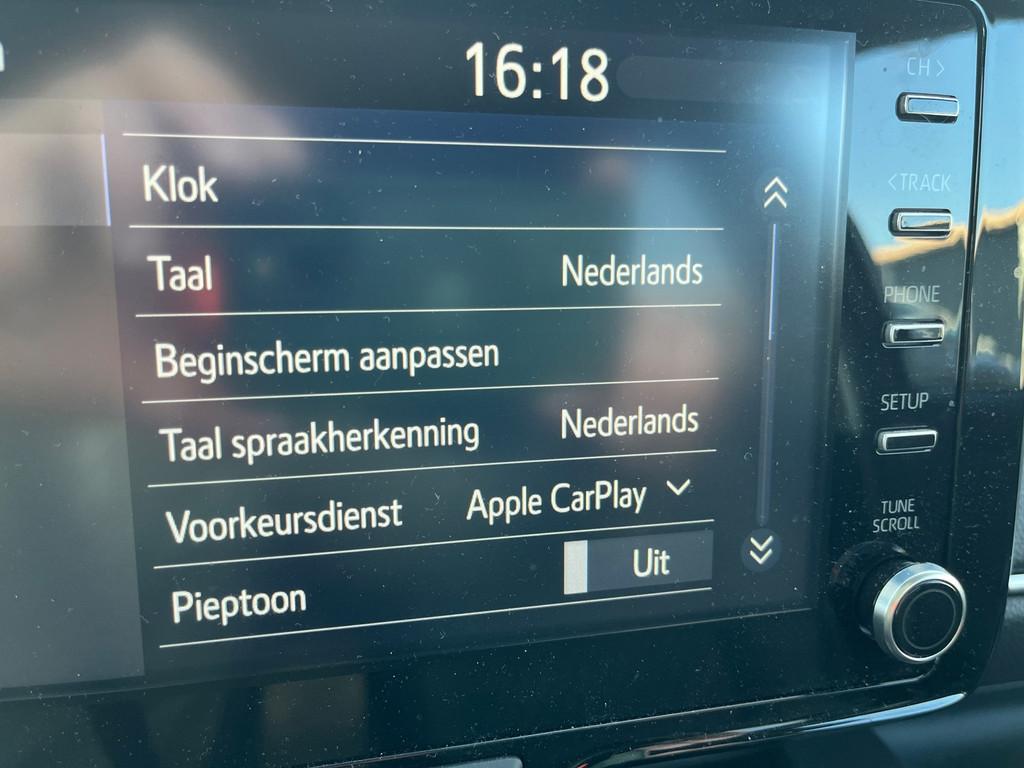 16:18
Klok
Taal Nederlands
Beginscherm aanpassen
Taal spraakherkenning Nederlands
Voorkeursdienst Apple CarPlay
Pieptoon Uit
CH >
< TRACK
PHONE
SETUP
TUNE
SCROLL